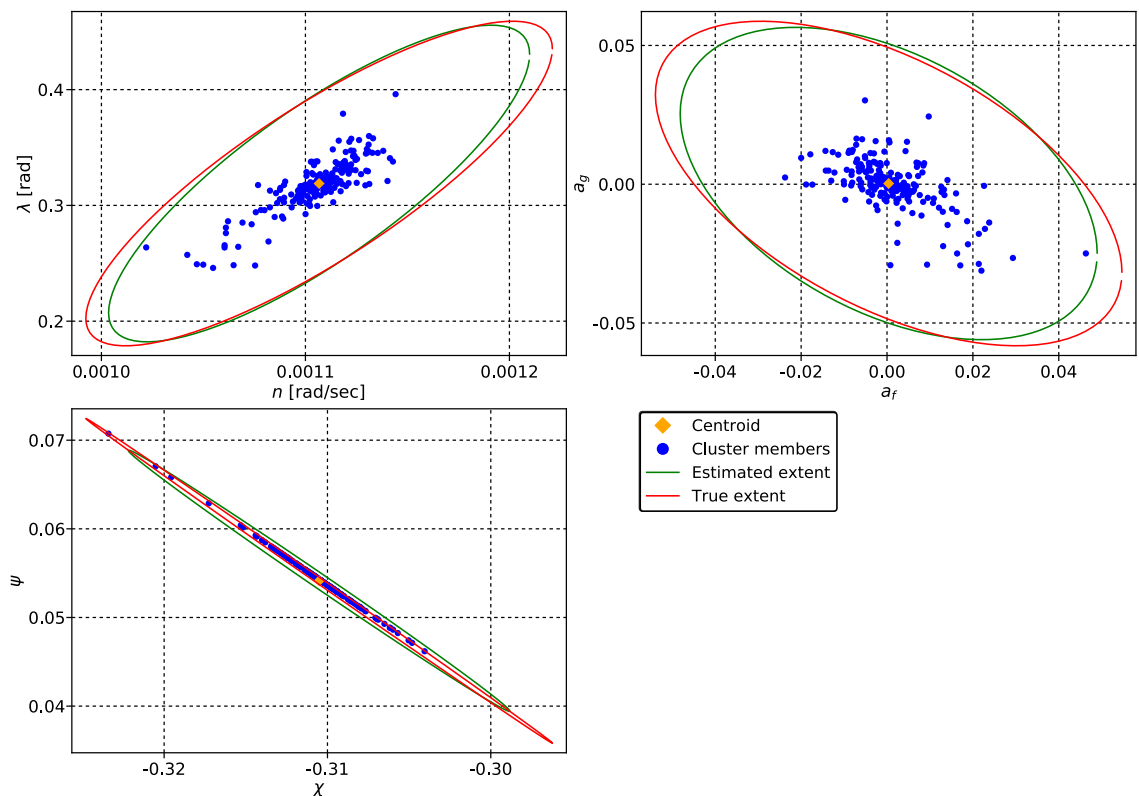 0.4
0.3
0.2
λ [rad]
0.0010
0.0011
0.0012
n [rad/sec]
0.05
0.00
-0.05
a_g
-0.04
-0.02
0.00
0.02
0.04
a_f
0.07
0.06
0.05
0.04
ψ
-0.32
-0.31
-0.30
χ
Centroid
Cluster members
Estimated extent
True extent